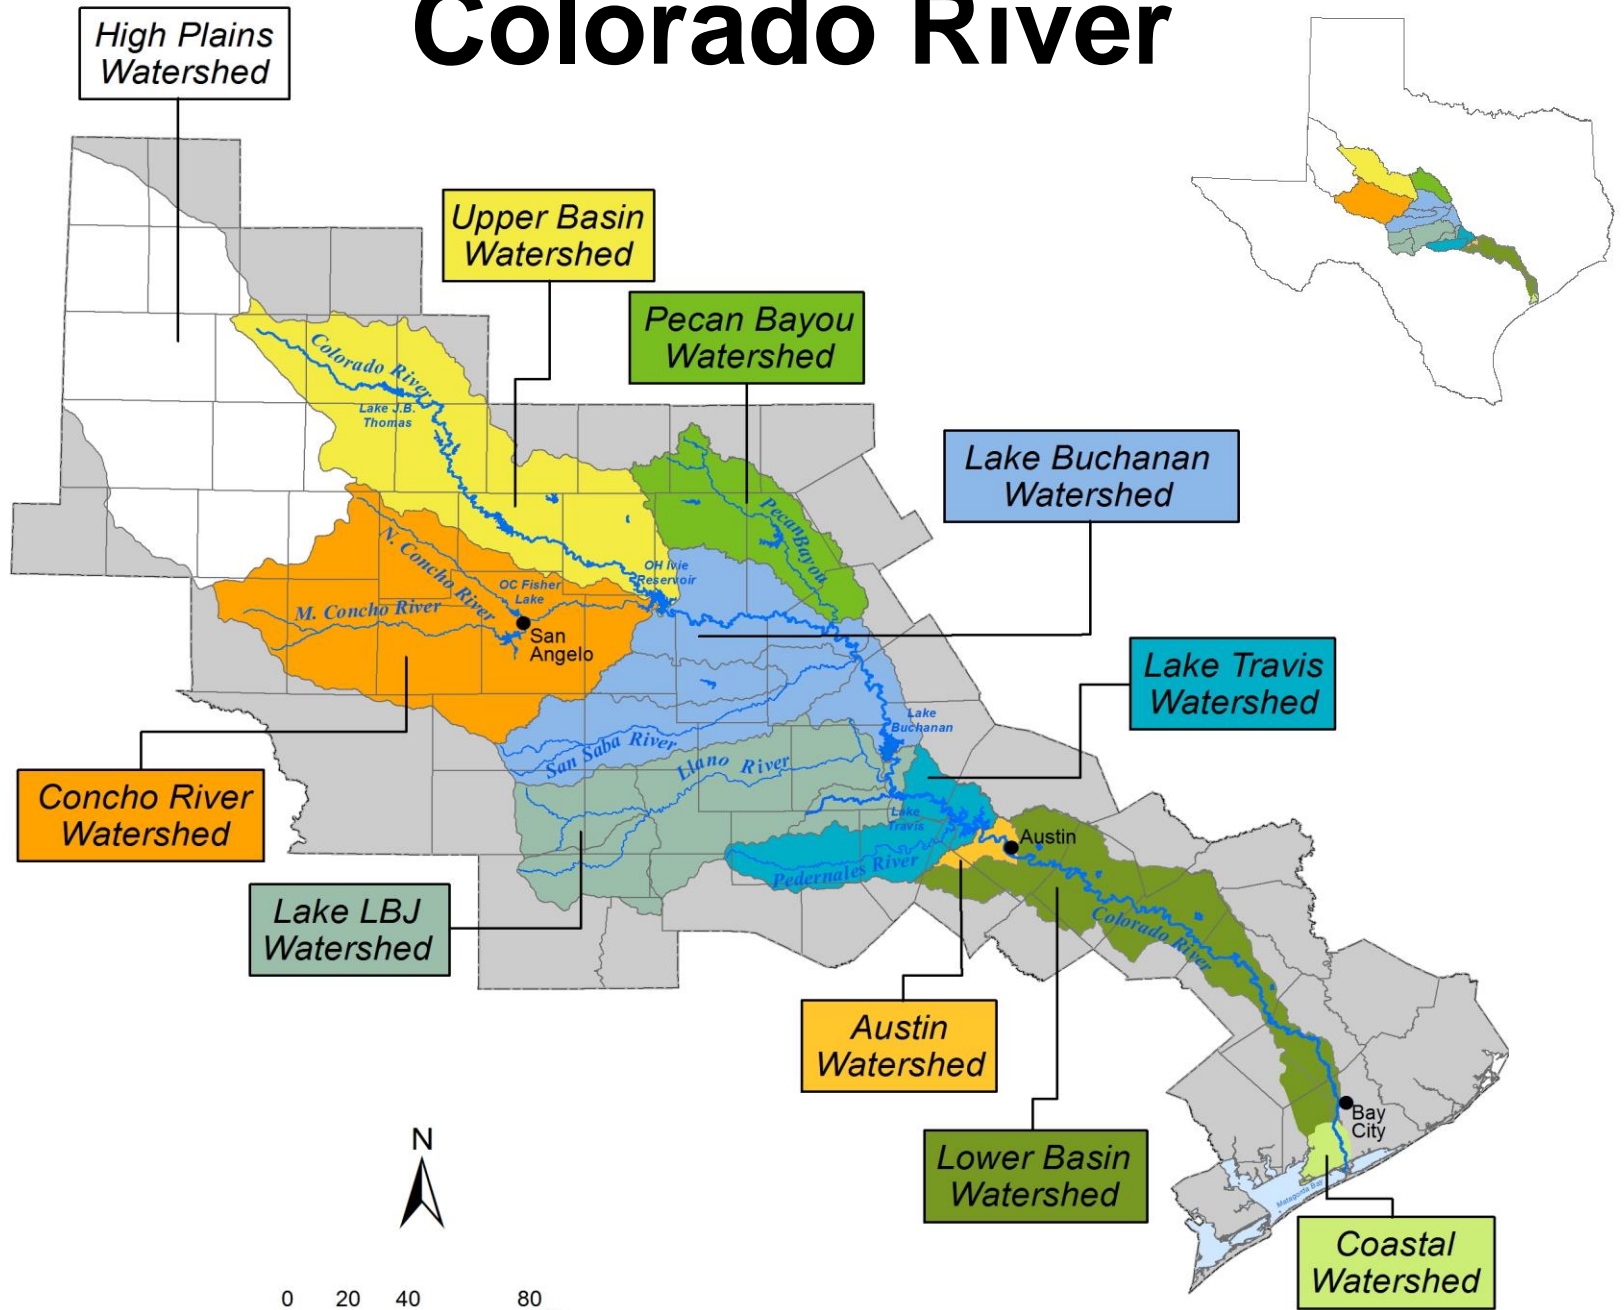 Colorado River
High Plains
Watershed
Upper Basin
Watershed
Pecan Bayou
Watershed
Colorado River
Lake J.B.
Thomas
Lake Buchanan
Watershed
Pecan Bayou
N. Concho River
OH Ivie
Reservoir
OC Fisher
Lake
M. Concho River
San
Angelo
Lake Travis
Watershed
Lake
Buchanan
San Saba River
Llano River
Concho River
Watershed
Lake
Travis
Austin
Pedernales River
Lake LBJ
Watershed
Colorado River
Austin
Watershed
Bay
City
Lower Basin
Watershed
Matagorda Bay
Coastal
Watershed
N
0 20 40 80